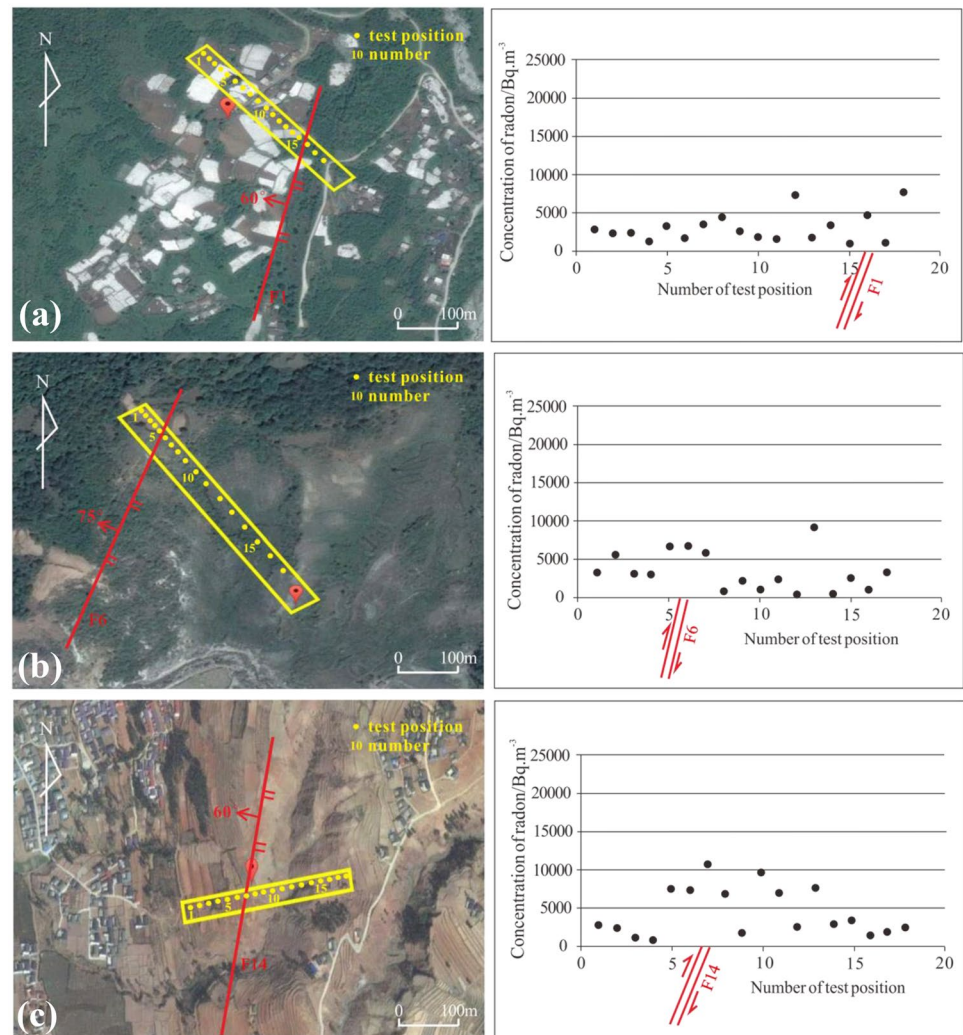 N
test position
10 number
1
5
10
15
60°
F1
(a)
0 100m
Concentration of radon/Bq.m-3
25000
20000
15000
10000
5000
0
0 5 10 15 20
Number of test position
F1
N
test position
10 number
1
5
10
15
75°
F6
(b)
0 100m
Concentration of radon/Bq.m-3
25000
20000
15000
10000
5000
0
0 5 10 15 20
Number of test position
F6
N
test position
10 number
1
5
10
15
60
F14
(c)
0 100m
Concentration of radon/Bq.m-3
25000
20000
15000
10000
5000
0
0 5 10 15 20
Number of test position
F14